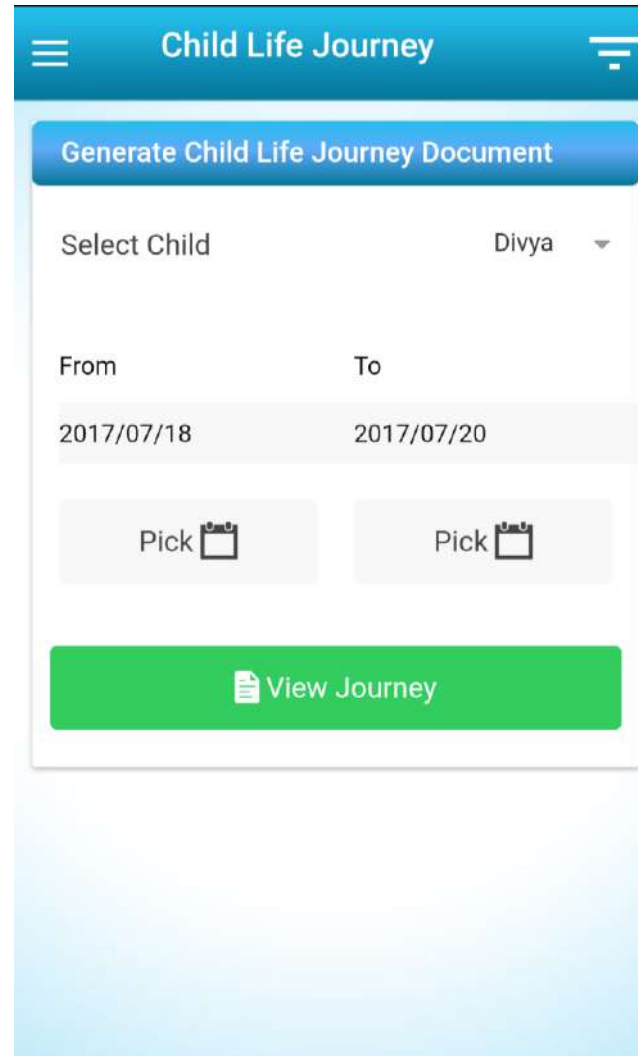 Child Life Journey
Generate Child Life Journey Document
Select Child Divya
From To
2017/07/18 2017/07/20
Pick Pick
View Journey